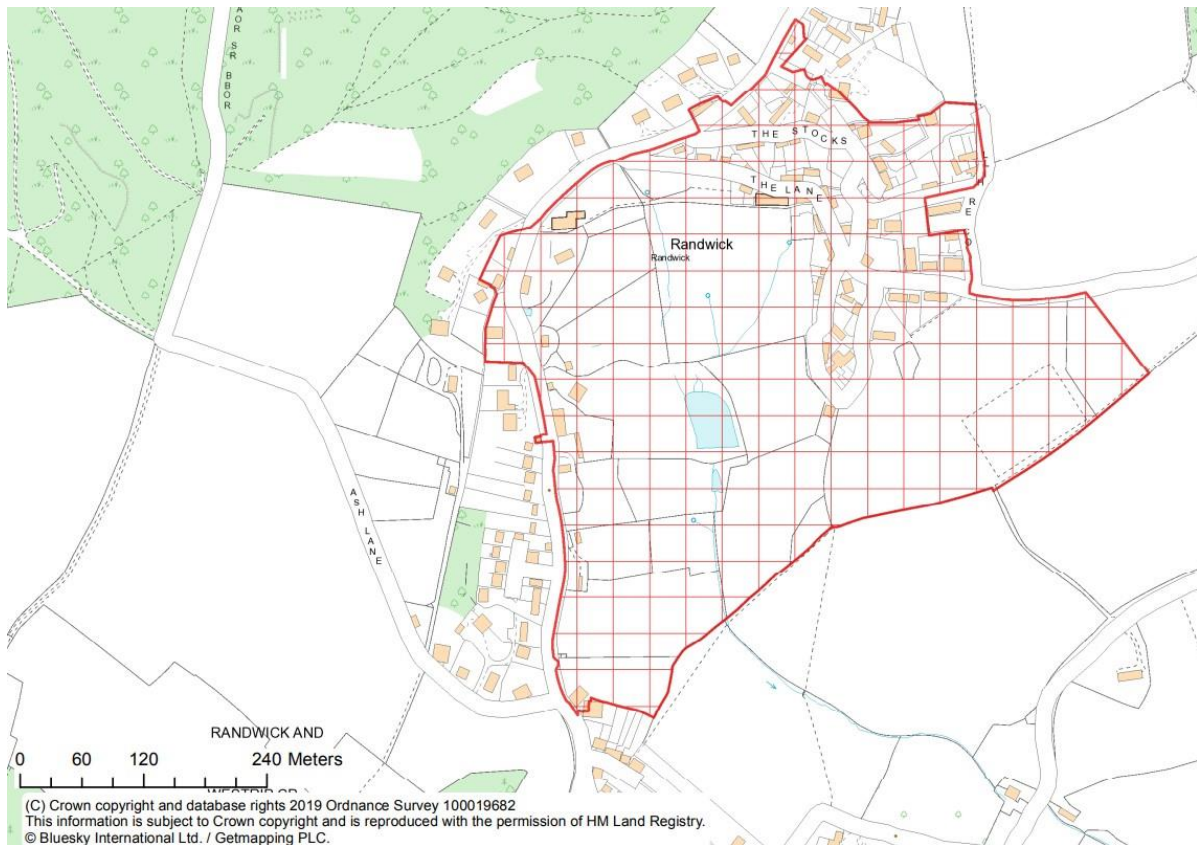 THE STOCKS
THE LANE
Randwick
Randwick
ASH LANE
RANDWICK AND
0 60 120 240 Meters
(C) Crown copyright and database rights 2019 Ordnance Survey 100019682
This information is subject to Crown copyright and is reproduced with the permission of HM Land Registry.
© Bluesky International Ltd. / Getmapping PLC.